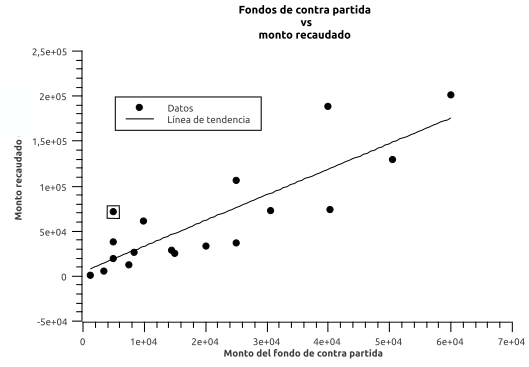 Fondos de contra partida
vs
monto recaudado
2,5e+05
2e+05
1,5e+05
1e+05
5e+04
0
-5e+04
Monto recaudado
Datos
Línea de tendencia
0 1e+04 2e+04 3e+04 4e+04 5e+04 6e+04 7e+04
Monto del fondo de contra partida